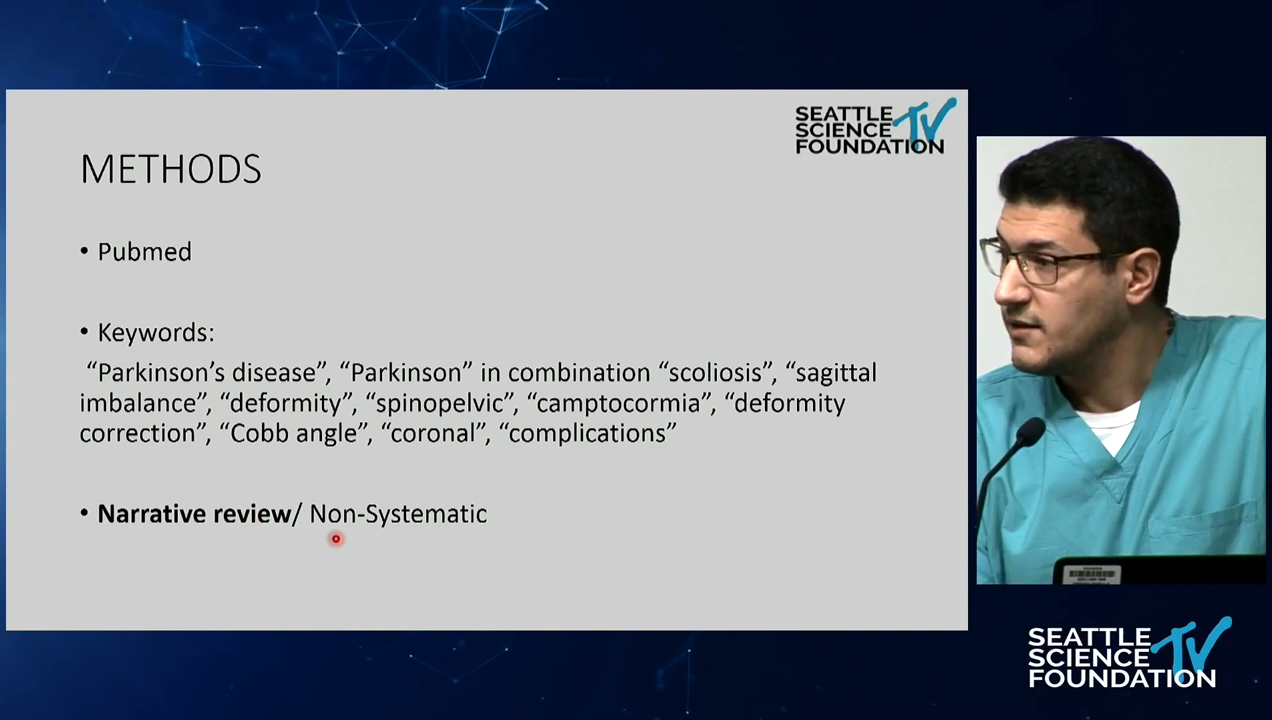 SEATTLE
SCIENCE TV
FOUNDATION
METHODS
• Pubmed
• Keywords:
“Parkinson’s disease”, “Parkinson” in combination “scoliosis”, “sagittal
imbalance”, “deformity”, “spinopelvic”, “camptocormia”, “deformity
correction”, “Cobb angle”, “coronal”, “complications”
• Narrative review/ Non-Systematic
SEATTLE
SCIENCE TV
FOUNDATION